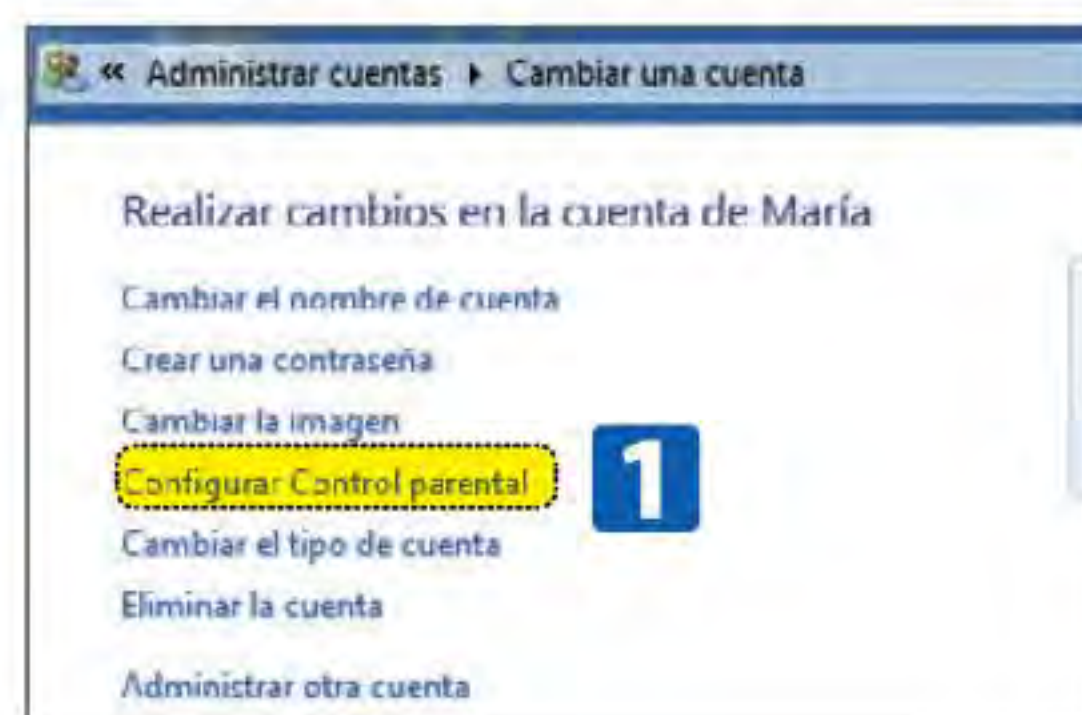 « Administrar cuentas ▸ Cambiar una cuenta
Realizar cambios en la cuenta de María
Cambiar el nombre de cuenta
Crear una contraseña
Cambiar la imagen
Configurar Control parental
1
Cambiar el tipo de cuenta
Eliminar la cuenta
Administrar otra cuenta